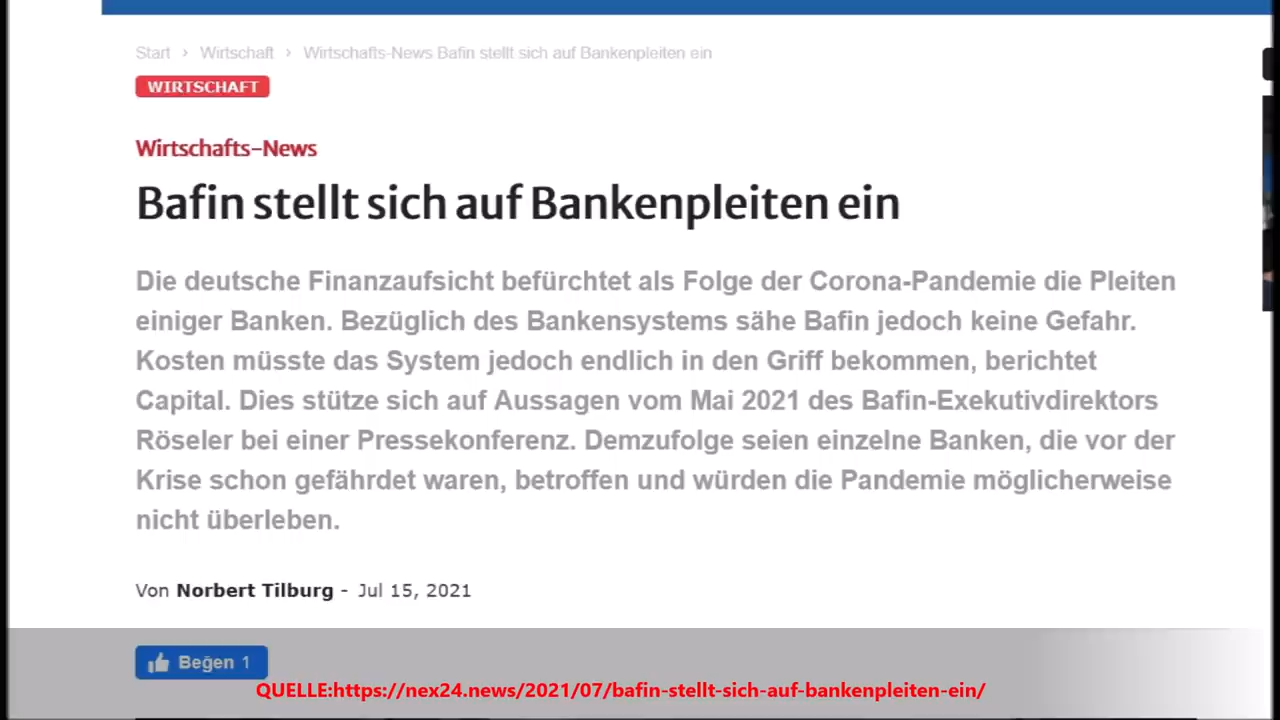 Start › Wirtschaft › Wirtschafts-News Bafin stellt sich auf Bankenpleiten ein
WIRTSCHAFT
Wirtschafts-News
Bafin stellt sich auf Bankenpleiten ein
Die deutsche Finanzaufsicht befürchtet als Folge der Corona-Pandemie die Pleiten
einiger Banken. Bezüglich des Bankensystems sähe Bafin jedoch keine Gefahr.
Kosten müsste das System jedoch endlich in den Griff bekommen, berichtet
Capital. Dies stütze sich auf Aussagen vom Mai 2021 des Bafin-Exekutivdirektors
Röseler bei einer Pressekonferenz. Demzufolge seien einzelne Banken, die vor der
Krise schon gefährdet waren, betroffen und würden die Pandemie möglicherweise
nicht überleben.
Von Norbert Tilburg - Jul 15, 2021
Beğen 1
QUELLE:https://nex24.news/2021/07/bafin-stellt-sich-auf-bankenpleiten-ein/